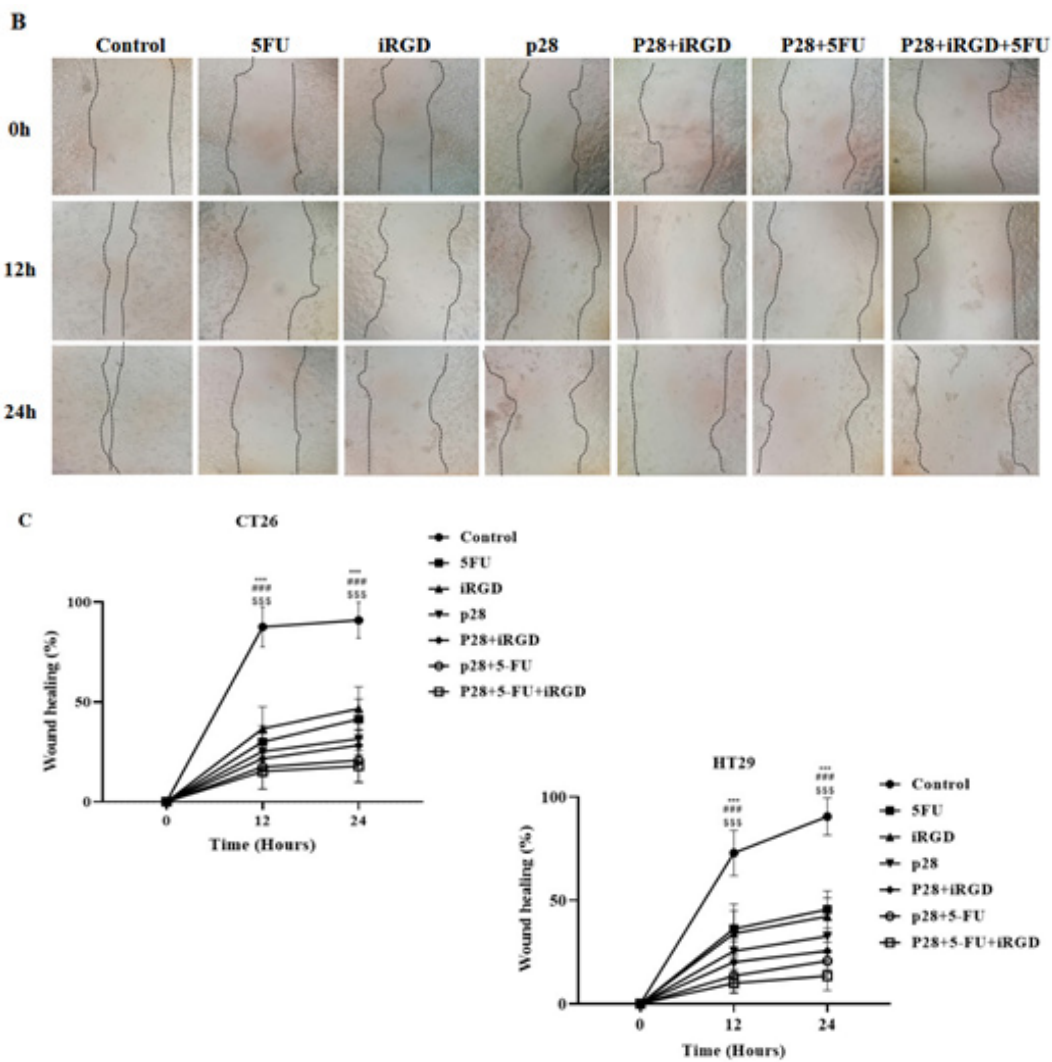 B
Control 5FU iRGD p28 P28+iRGD P28+5FU P28+iRGD+5FU
0h
12h
24h
C
CT26
Control
5FU
iRGD
p28
P28+iRGD
p28+5-FU
P28+5-FU+iRGD
*** ***
### ###
$$$ $$$
100
50
0
Wound healing (%)
0 12 24
Time (Hours)
HT29
Control
5FU
iRGD
p28
P28+iRGD
p28+5-FU
P28+5-FU+iRGD
*** ***
### ###
$$$ $$$
100
50
0
Wound healing (%)
0 12 24
Time (Hours)